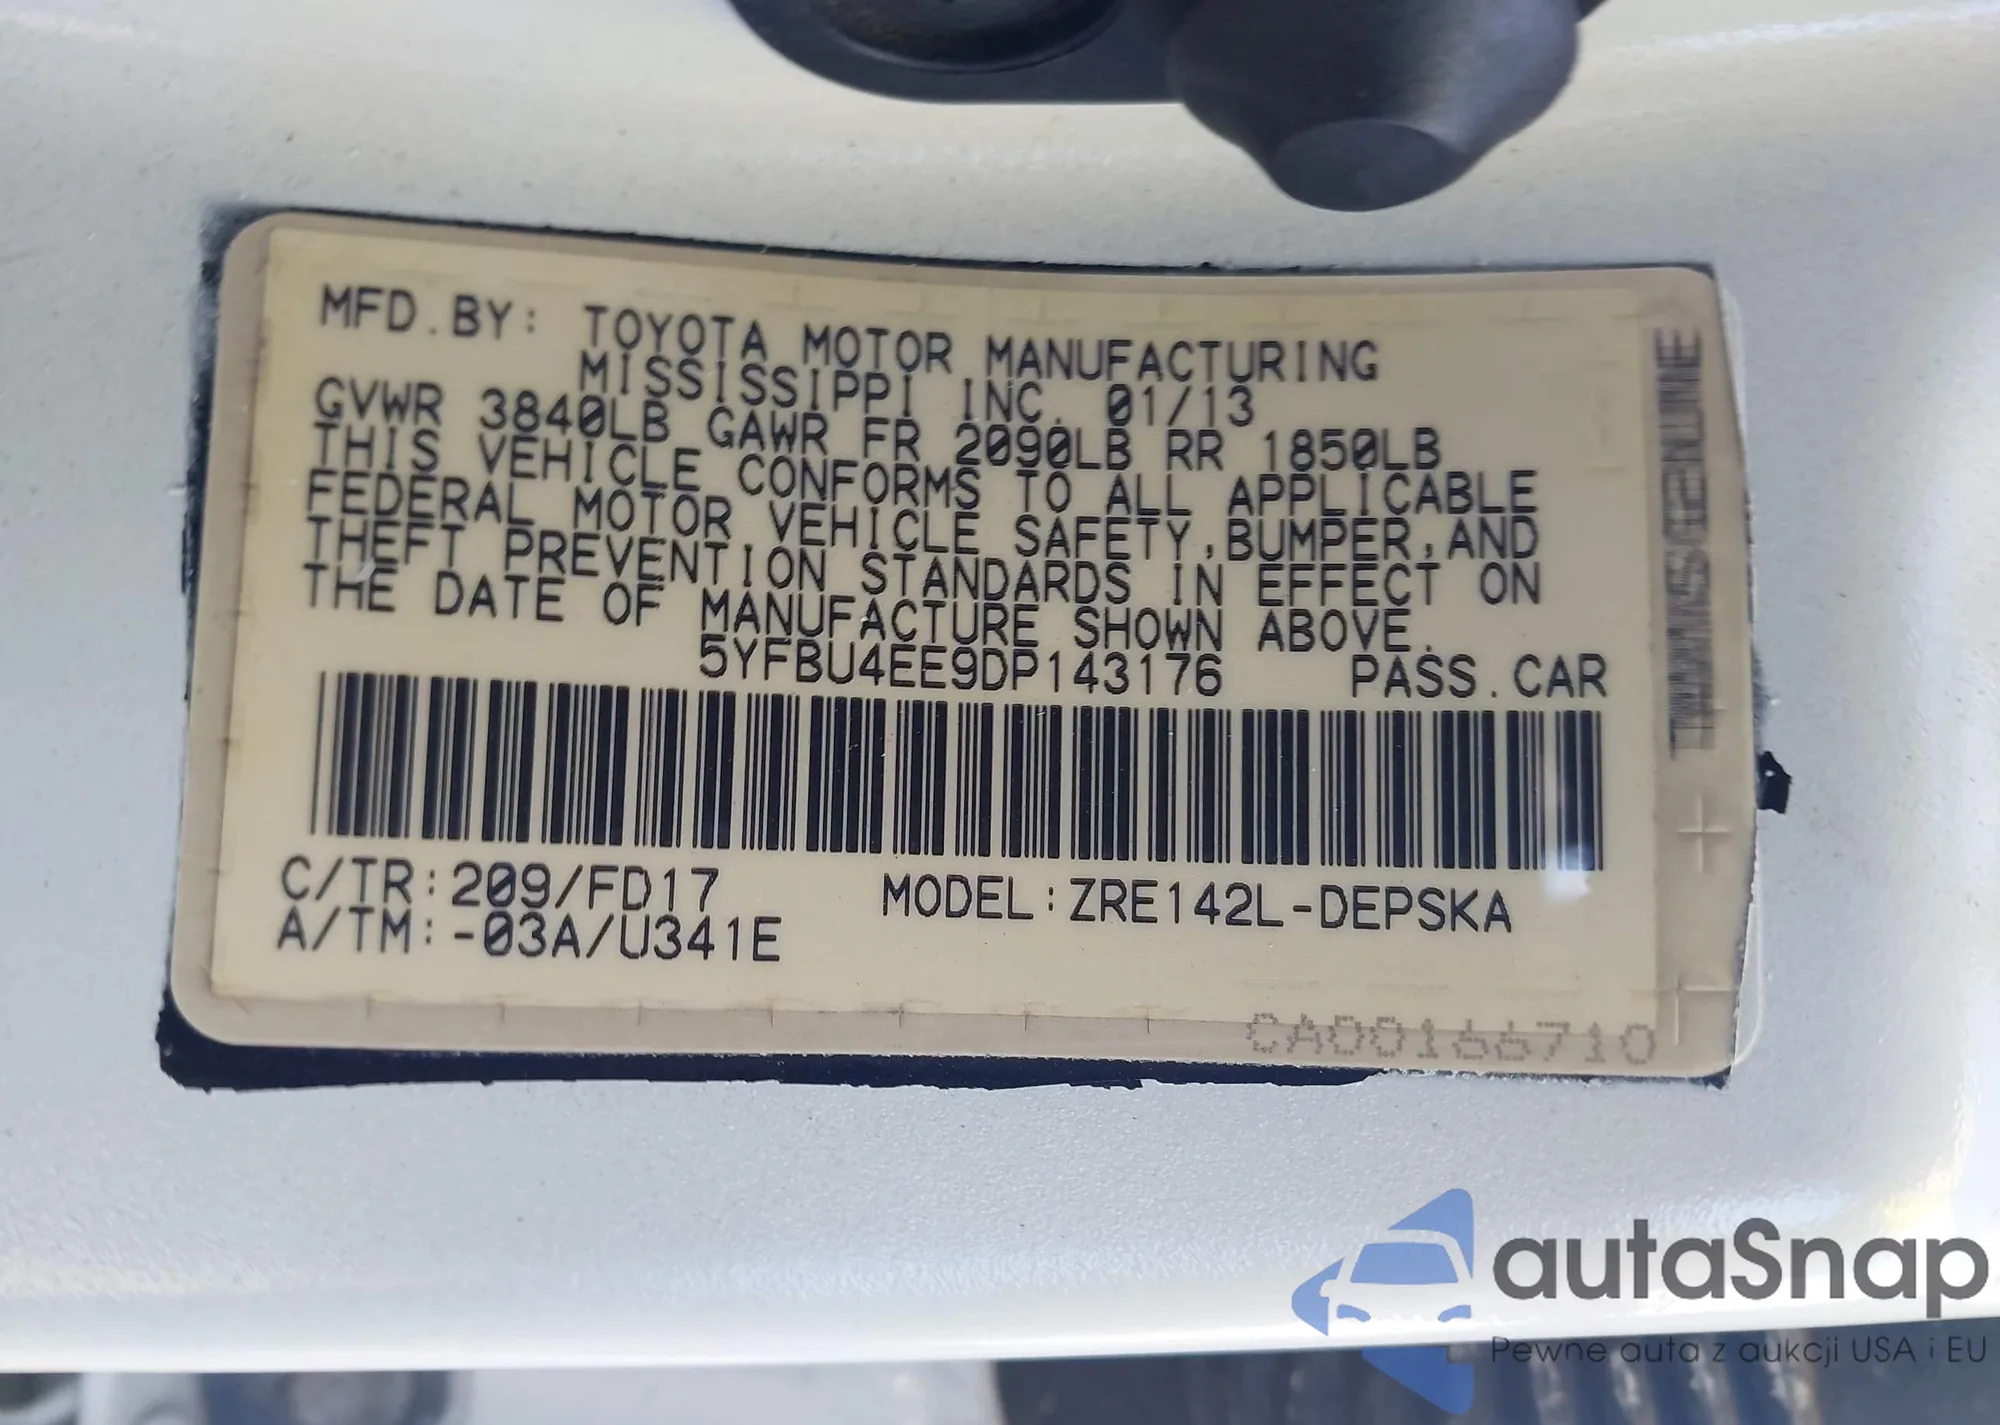 MFD.BY: TOYOTA MOTOR MANUFACTURING
MISSISSIPPI INC. 01/13
GVWR 3840LB GAWR FR 2090LB RR 1850LB
THIS VEHICLE CONFORMS TO ALL APPLICABLE
FEDERAL MOTOR VEHICLE SAFETY,BUMPER,AND
THEFT PREVENTION STANDARDS IN EFFECT ON
THE DATE OF MANUFACTURE SHOWN ABOVE.
5YFBU4EE9DP143176 PASS.CAR
C/TR:209/FD17 MODEL:ZRE142L-DEPSKA
A/TM:-03A/U341E
CA00166710
autaSnap
Pewne auta z aukcji USA i EU